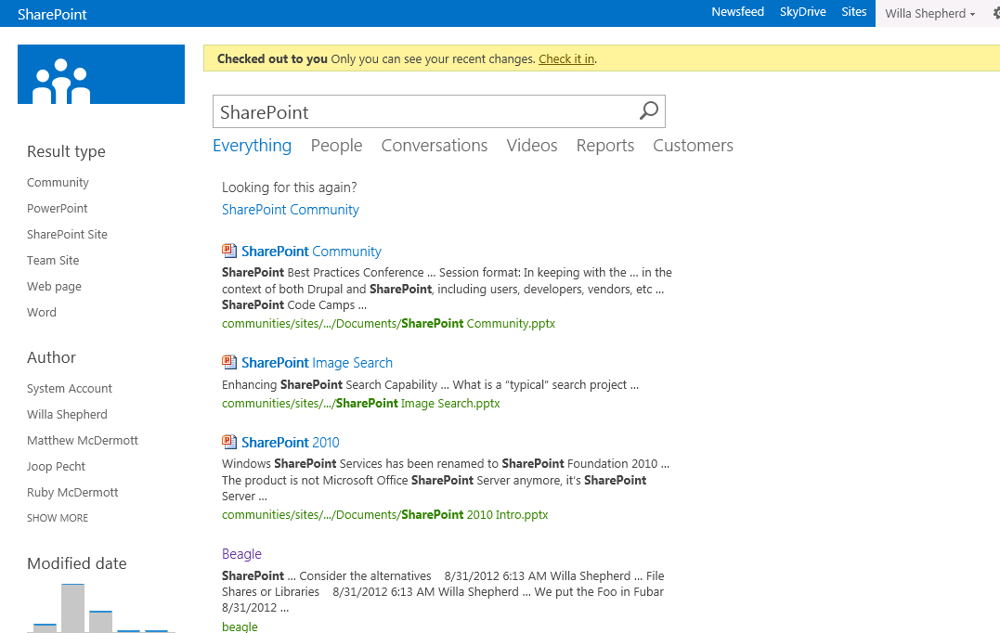 SharePoint
Newsfeed SkyDrive Sites Willa Shepherd
Checked out to you Only you can see your recent changes. Check it in.
SharePoint
Everything People Conversations Videos Reports Customers
Result type
Community
PowerPoint
SharePoint Site
Team Site
Web page
Word
Author
System Account
Willa Shepherd
Matthew McDermott
Joop Pecht
Ruby McDermott
SHOW MORE
Modified date
Looking for this again?
SharePoint Community
SharePoint Community
SharePoint Best Practices Conference ... Session format: In keeping with the ... in the
context of both Drupal and SharePoint, including users, developers, vendors, etc ...
SharePoint Code Camps ...
communities/sites/.../Documents/SharePoint Community.pptx
SharePoint Image Search
Enhancing SharePoint Search Capability ... What is a “typical” search project ...
communities/sites/.../SharePoint Image Search.pptx
SharePoint 2010
Windows SharePoint Services has been renamed to SharePoint Foundation 2010 ...
The product is not Microsoft Office SharePoint Server anymore, it’s SharePoint
Server ...
communities/sites/.../Documents/SharePoint 2010 Intro.pptx
Beagle
SharePoint ... Consider the alternatives 8/31/2012 6:13 AM Willa Shepherd ... File
Shares or Libraries 8/31/2012 6:13 AM Willa Shepherd ... We put the Foo in Fubar
8/31/2012 ...
beagle